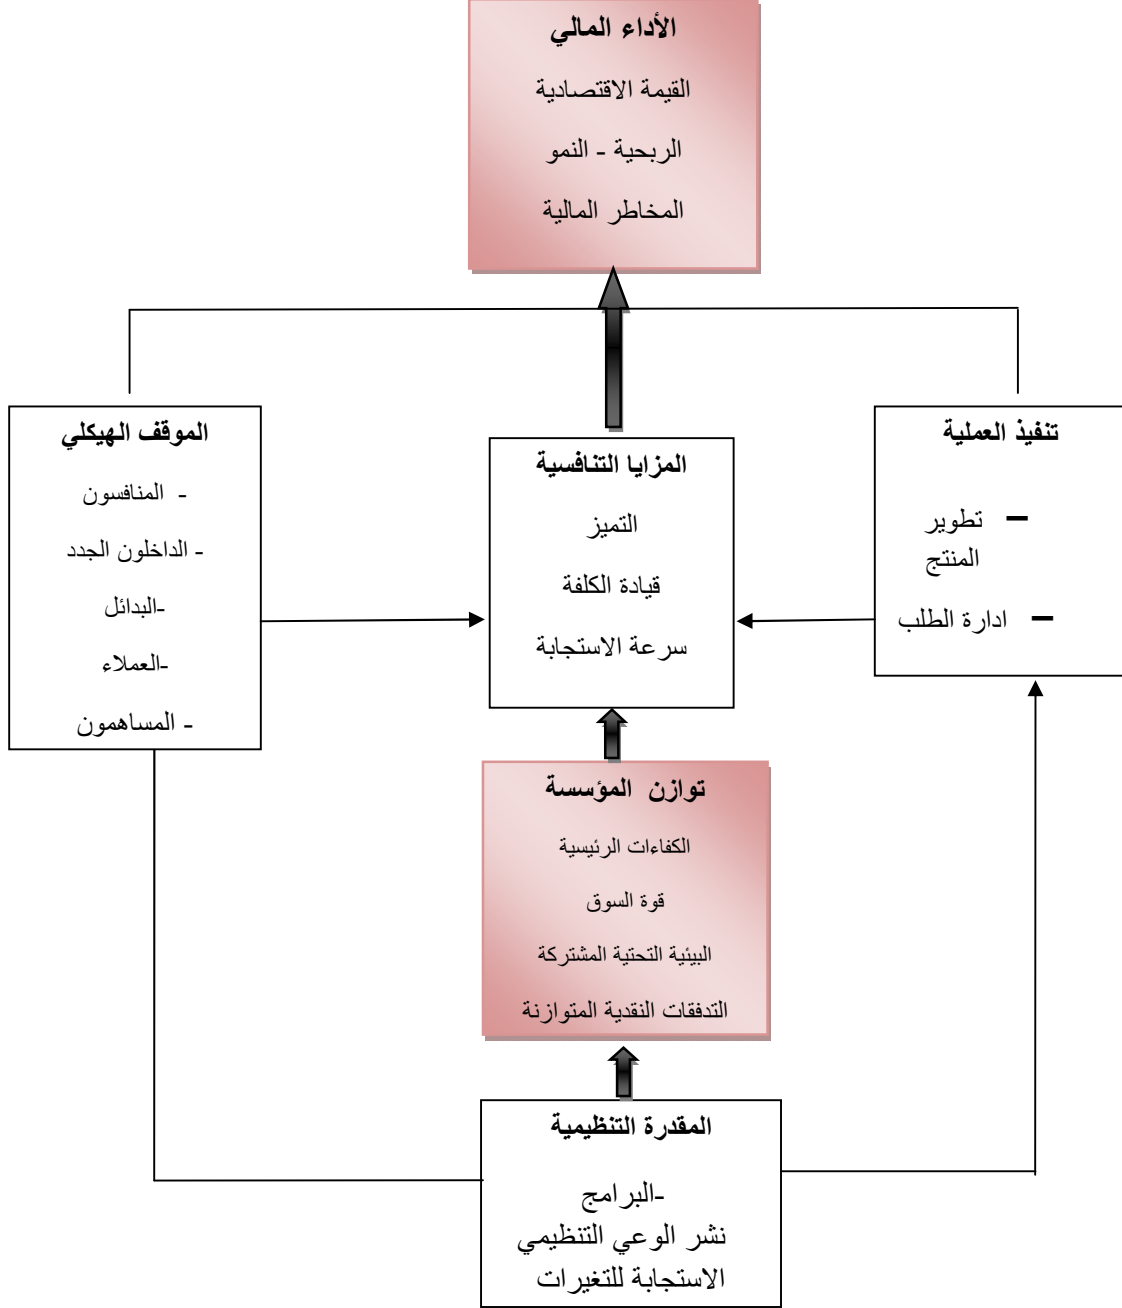 الأداء المالي
القيمة الاقتصادية
الربحية - النمو
المخاطر المالية
تنفيذ العملية
– تطوير
المنتج
– ادارة الطلب
المزايا التنافسية
التميز
قيادة الكلفة
سرعة الاستجابة
الموقف الهيكلي
- المنافسون
- الداخلون الجدد
-البدائل
-العملاء
- المساهمون
توازن المؤسسة
الكفاءات الرئيسية
قوة السوق
البيئية التحتية المشتركة
التدفقات النقدية المتوازنة
المقدرة التنظيمية
-البرامج
نشر الوعي التنظيمي
الاستجابة للتغيرات